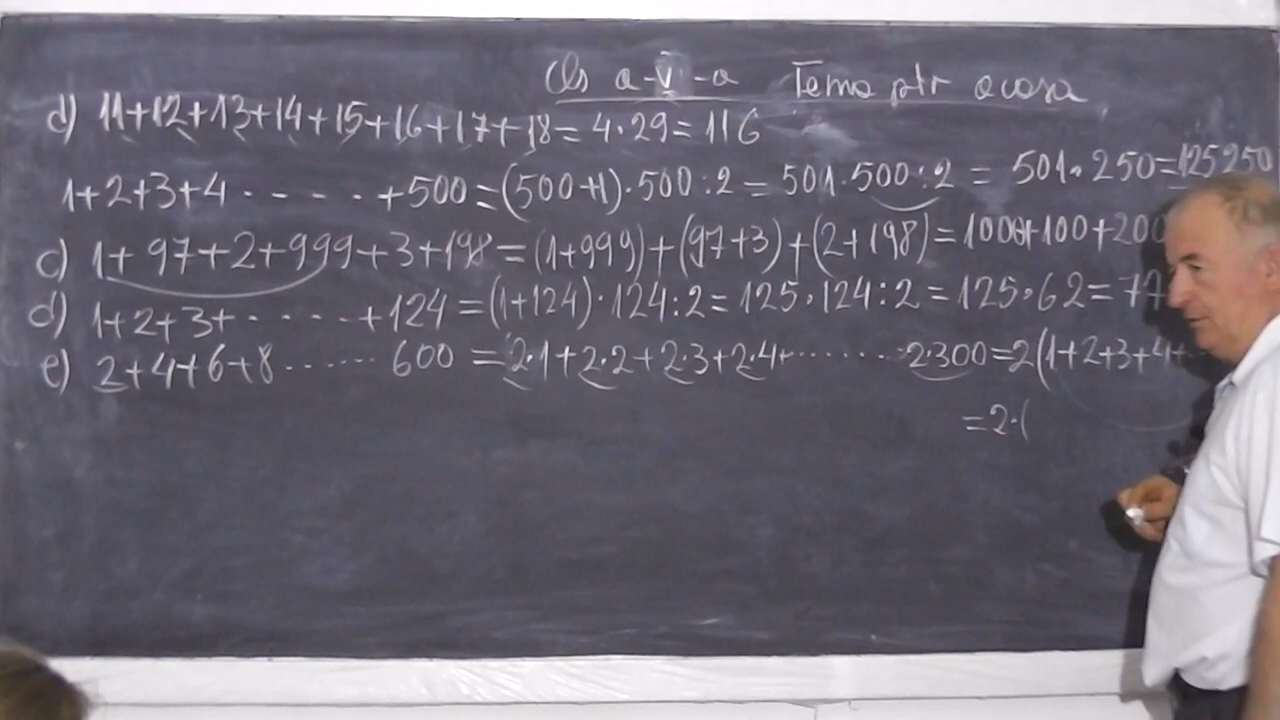 Cls a-V-a Tema ptr acasa
d) 11+12+13+14+15+16+17+18=4·29=116
1+2+3+4·----·+500=(500+1)·500:2=501·500:2=501·250=125250
c) 1+97+2+999+3+198=(1+999)+(97+3)+(2+198)=1000+100+200
d) 1+2+3+·----·+124=(1+124)·124:2=125·124:2=125·62=77
e) 2+4+6+8.......600=2·1+2·2+2·3+2·4+.......2·300=2(1+2+3+4+..
=2·(